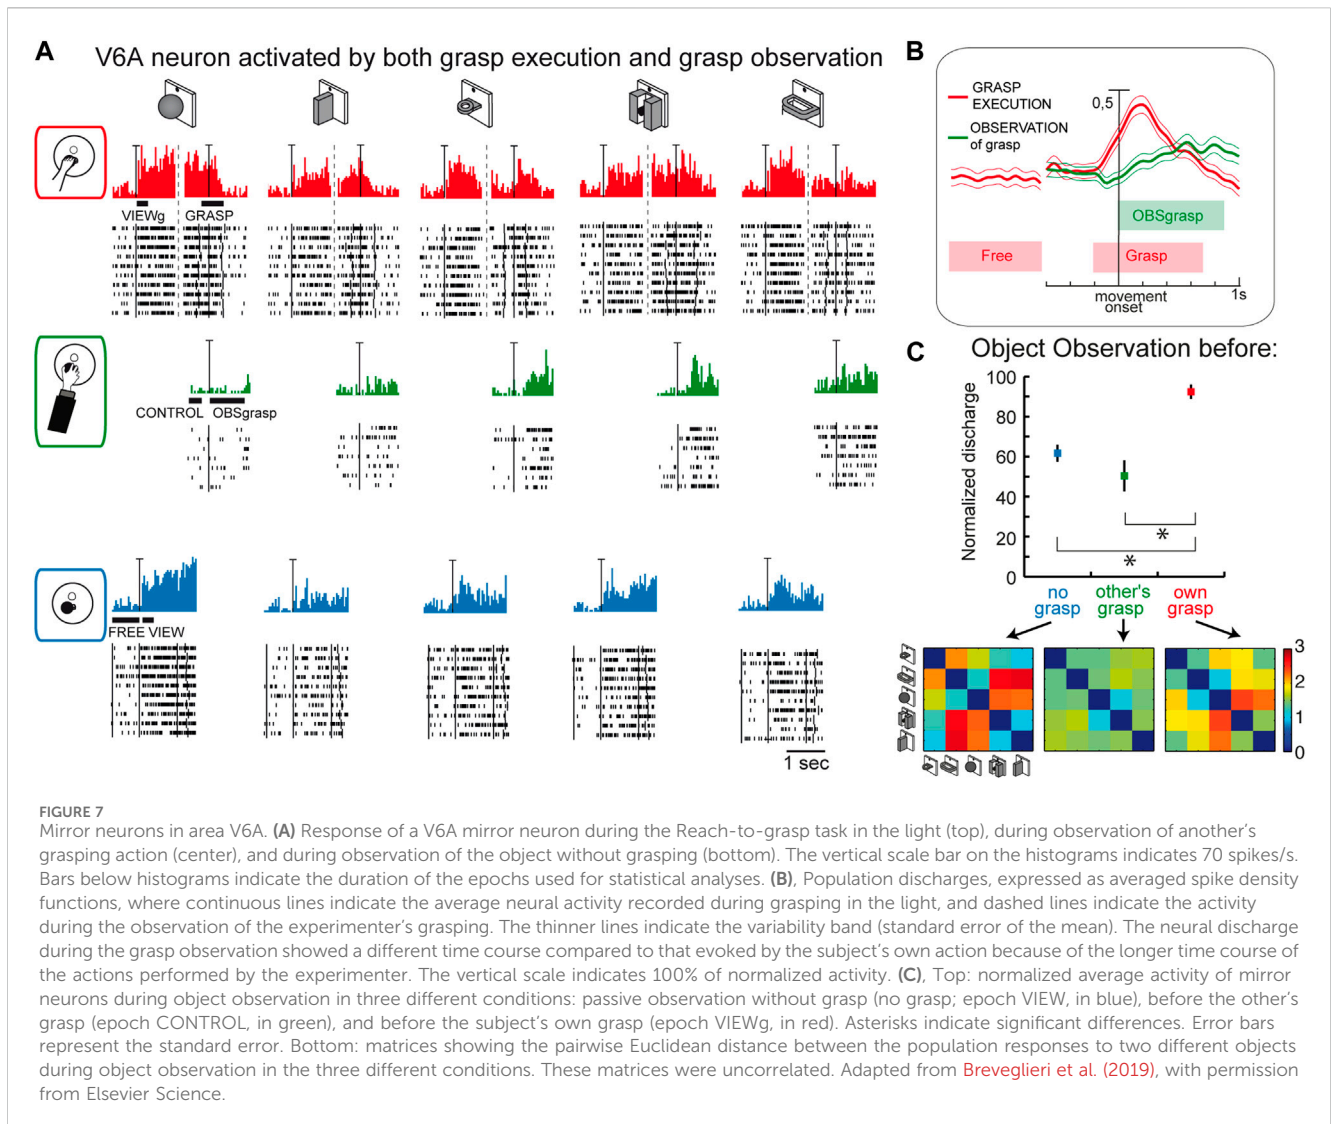 A
V6A neuron activated by both grasp execution and grasp observation
VIEWg
GRASP
CONTROL
OBSgrasp
FREE VIEW
1 sec
B
GRASP
EXECUTION
OBSERVATION
of grasp
0,5
OBSgrasp
Free
Grasp
movement
onset
1s
C
Object Observation before:
Normalized discharge
100
80
60
40
20
0
*
*
no
grasp
other's
grasp
own
grasp
3
2
1
0
FIGURE 7
Mirror neurons in area V6A. (A) Response of a V6A mirror neuron during the Reach-to-grasp task in the light (top), during observation of another's
grasping action (center), and during observation of the object without grasping (bottom). The vertical scale bar on the histograms indicates 70 spikes/s.
Bars below histograms indicate the duration of the epochs used for statistical analyses. (B), Population discharges, expressed as averaged spike density
functions, where continuous lines indicate the average neural activity recorded during grasping in the light, and dashed lines indicate the activity
during the observation of the experimenter's grasping. The thinner lines indicate the variability band (standard error of the mean). The neural discharge
during the grasp observation showed a different time course compared to that evoked by the subject's own action because of the longer time course of
the actions performed by the experimenter. The vertical scale indicates 100% of normalized activity. (C), Top: normalized average activity of mirror
neurons during object observation in three different conditions: passive observation without grasp (no grasp; epoch VIEW, in blue), before the other's
grasp (epoch CONTROL, in green), and before the subject's own grasp (epoch VIEWg, in red). Asterisks indicate significant differences. Error bars
represent the standard error. Bottom: matrices showing the pairwise Euclidean distance between the population responses to two different objects
during object observation in the three different conditions. These matrices were uncorrelated. Adapted from Breveglieri et al. (2019), with permission
from Elsevier Science.